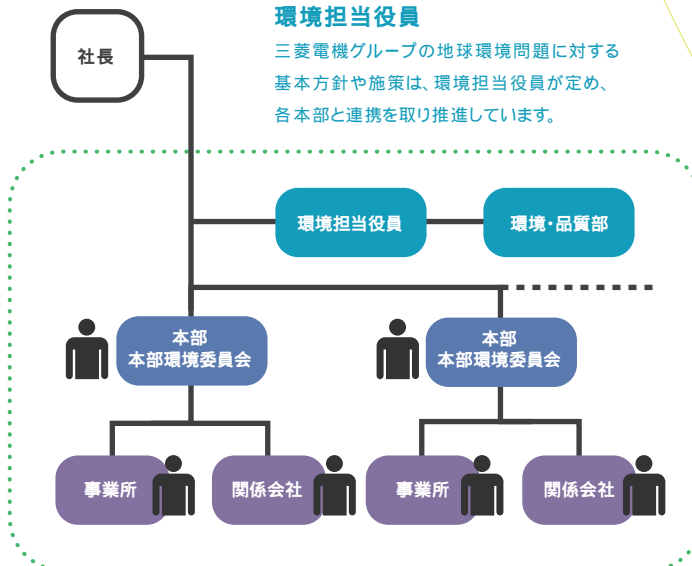 環境担当役員
三菱電機グループの地球環境問題に対する
基本方針や施策は、環境担当役員が定め、
各本部と連携を取り推進しています。
社長
環境担当役員
環境・品質部
本部
本部環境委員会
本部
本部環境委員会
事業所
関係会社
事業所
関係会社